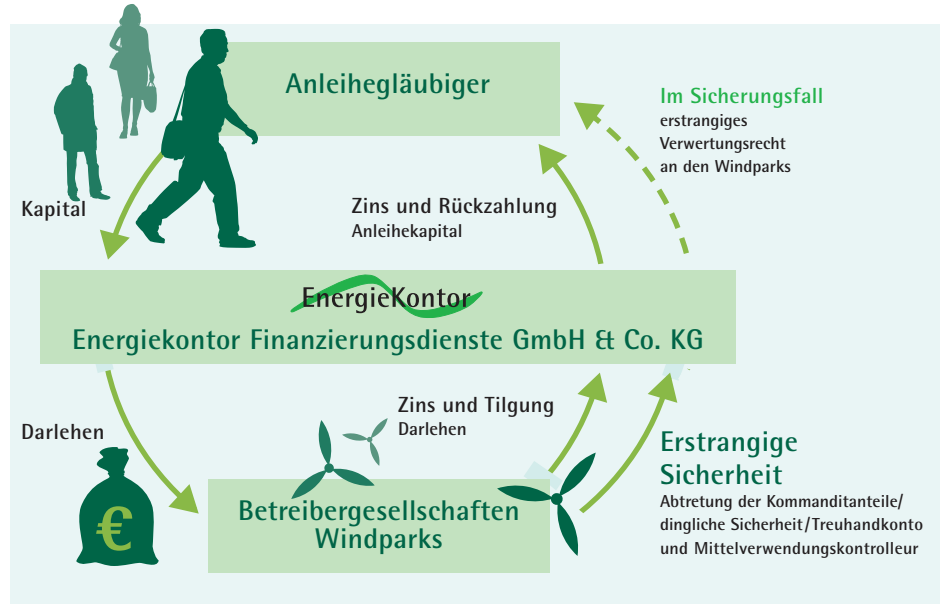 Anleihegläubiger
Im Sicherungsfall
erstrangiges
Verwertungsrecht
an den Windparks
Kapital
Zins und Rückzahlung
Anleihekapital
EnergieKontor
Energiekontor Finanzierungsdienste GmbH & Co. KG
Darlehen
Zins und Tilgung
Darlehen
€
Betreibergesellschaften
Windparks
Erstrangige
Sicherheit
Abtretung der Kommanditanteile/
dingliche Sicherheit/Treuhandkonto
und Mittelverwendungskontrolleur